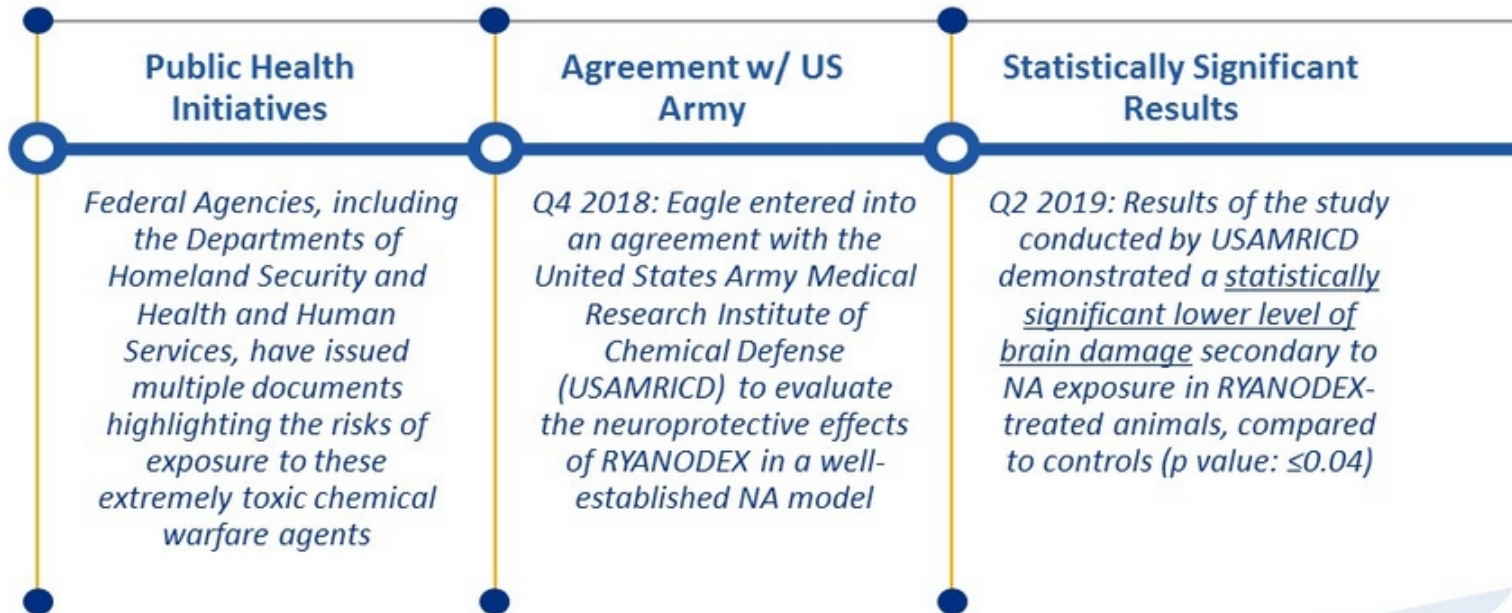 Public Health
Initiatives
Federal Agencies, including
the Departments of
Homeland Security and
Health and Human
Services, have issued
multiple documents
highlighting the risks of
exposure to these
extremely toxic chemical
warfare agents
Agreement w/ US
Army
Q4 2018: Eagle entered into
an agreement with the
United States Army Medical
Research Institute of
Chemical Defense
(USAMRICD) to evaluate
the neuroprotective effects
of RYANODEX in a well-
established NA model
Statistically Significant
Results
Q2 2019: Results of the study
conducted by USAMRICD
demonstrated a statistically
significant lower level of
brain damage secondary to
NA exposure in RYANODEX-
treated animals, compared
to controls (p value: ≤0.04)